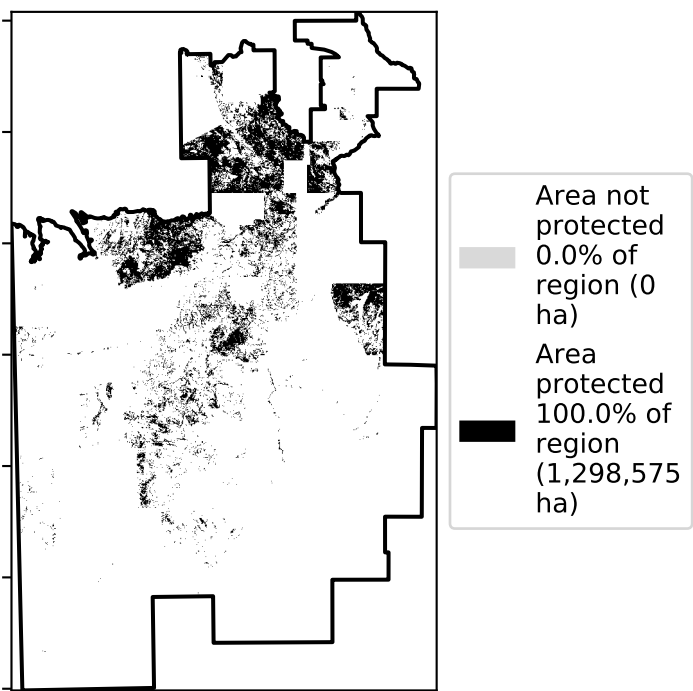 Area not
protected
0.0% of
region (0
ha)
Area
protected
100.0% of
region
(1,298,575
ha)